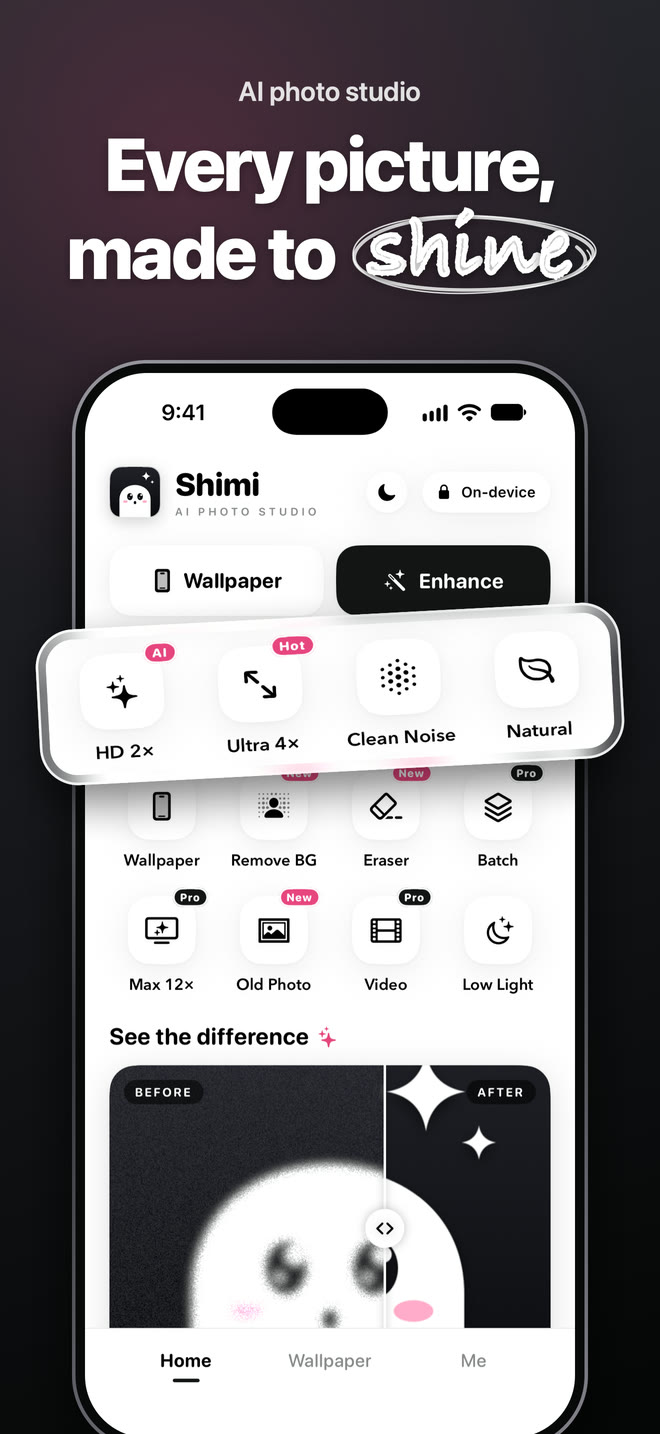 AI photo studio
Every picture,
made to shine
9:41
Shimi
AI PHOTO STUDIO
On-device
Wallpaper
Enhance
AI
Hot
HD 2×
Ultra 4×
Clean Noise
Natural
New
New
Pro
Wallpaper
Remove BG
Eraser
Batch
Pro
New
Pro
Max 12×
Old Photo
Video
Low Light
See the difference
BEFORE
AFTER
Home
Wallpaper
Me